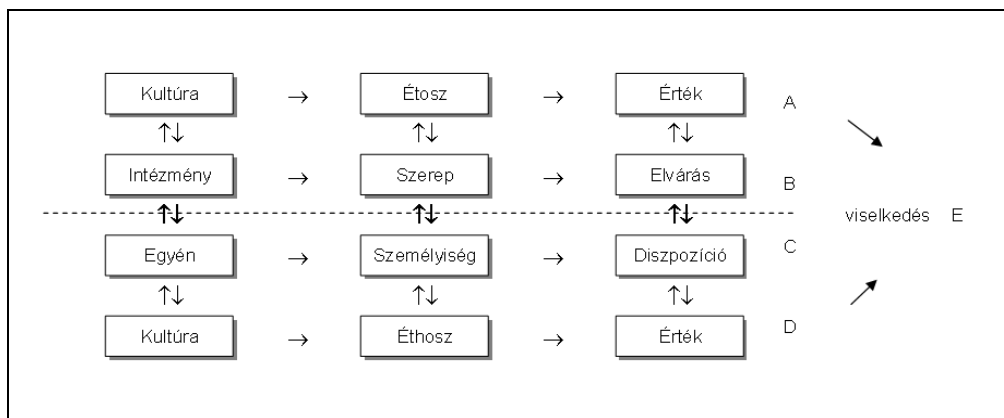 Kultúra → Étosz → Érték A
↑↓ ↑↓ ↑↓
Intézmény → Szerep → Elvárás B
↑↓ ↑↓ ↑↓ viselkedés E
Egyén → Személyiség → Diszpozíció C
↑↓ ↑↓ ↑↓
Kultúra → Éthosz → Érték D